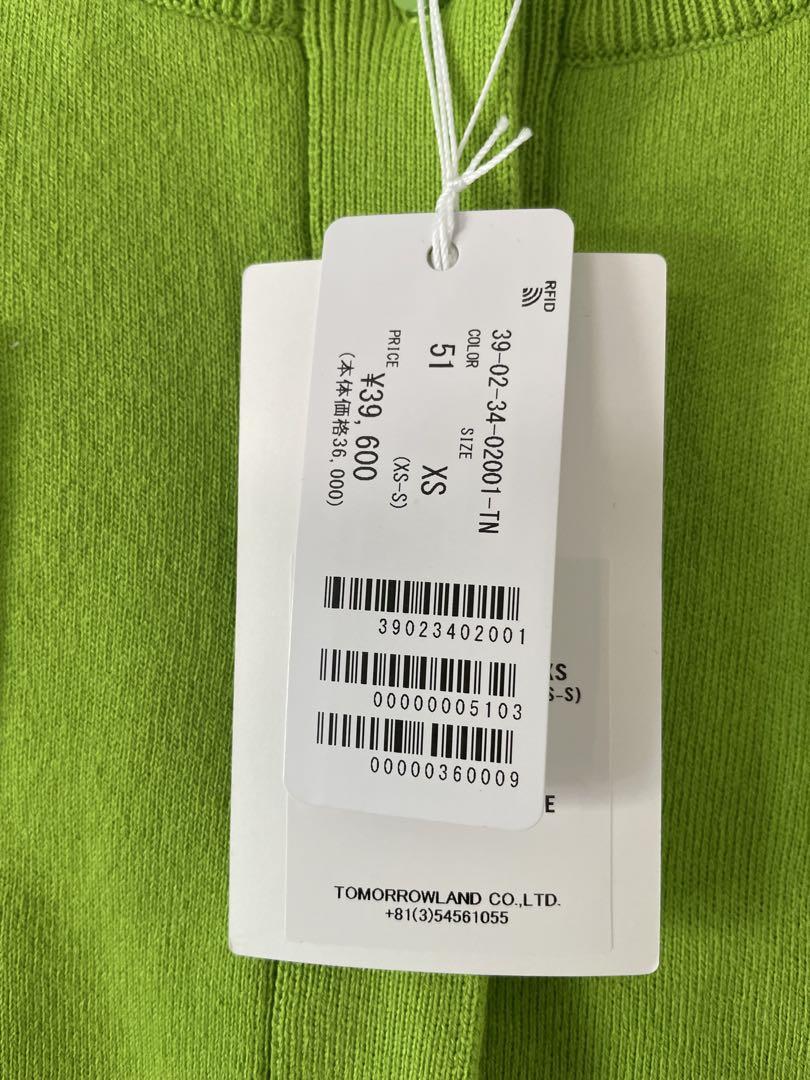 RFID
39-02-34-02001-TN
COLOR SIZE
51 XS
(XS-S)
PRICE
¥39,600
(本体価格36,000)
39023402001
00000005103
00000360009
XS
S-S)
E
TOMORROWLAND CO.,LTD.
+81(3)54561055